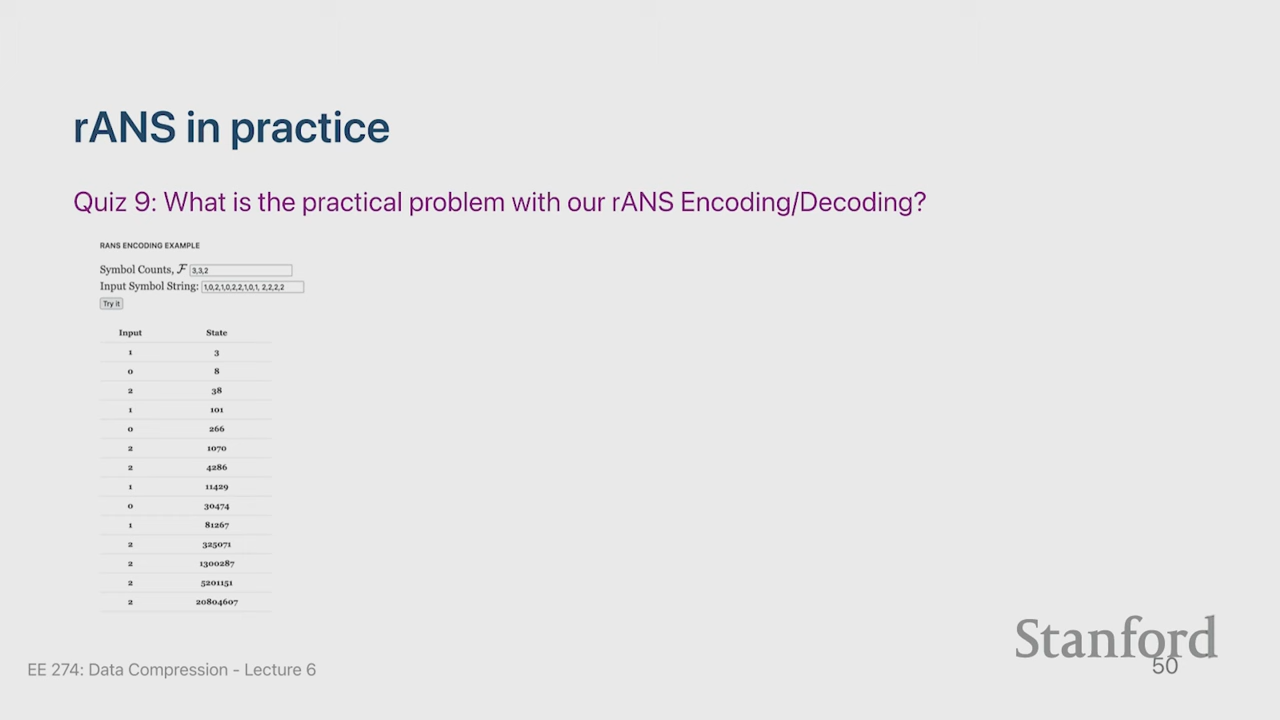 rANS in practice
Quiz 9: What is the practical problem with our rANS Encoding/Decoding?
RANS ENCODING EXAMPLE
Symbol Counts, ℱ 3,3,2
Input Symbol String: 1,0,2,1,0,2,2,1,0,1, 2,2,2,2
Try it
Input State
1 3
0 8
2 38
1 101
0 266
2 1070
2 4286
1 11429
0 30474
1 81267
2 325071
2 1300287
2 5201151
2 20804607
Stanford
EE 274: Data Compression - Lecture 6
50